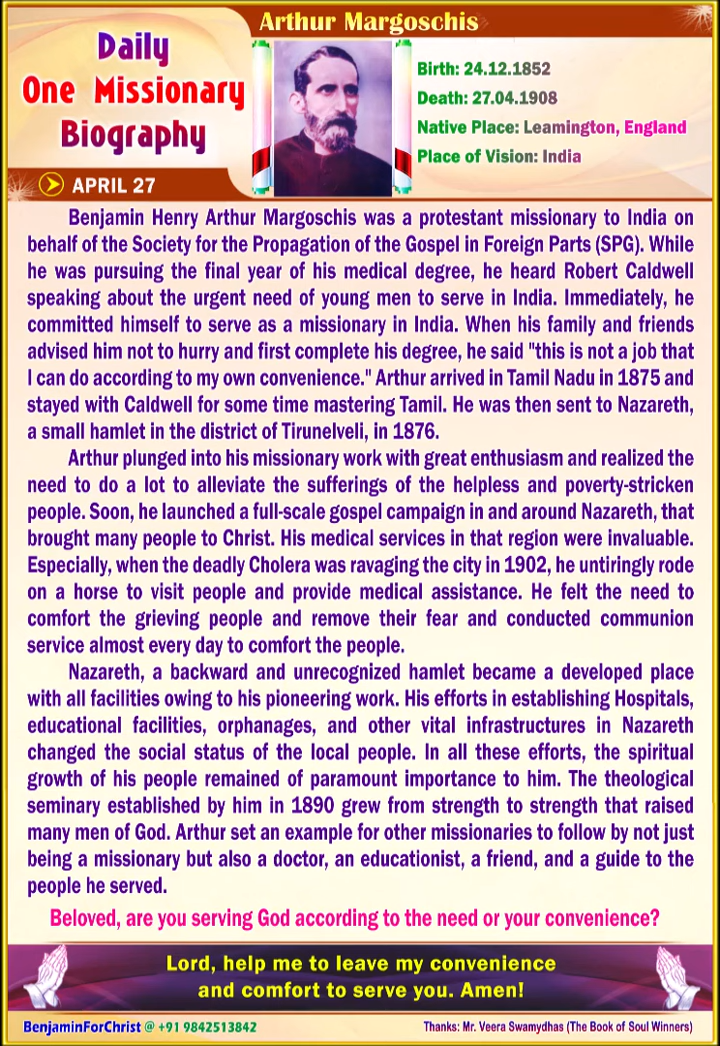 Arthur Margoschis
Daily
One Missionary
Biography
APRIL 27
Birth: 24.12.1852
Death: 27.04.1908
Native Place: Leamington, England
Place of Vision: India
Benjamin Henry Arthur Margoschis was a protestant missionary to India on
behalf of the Society for the Propagation of the Gospel in Foreign Parts (SPG). While
he was pursuing the final year of his medical degree, he heard Robert Caldwell
speaking about the urgent need of young men to serve in India. Immediately, he
committed himself to serve as a missionary in India. When his family and friends
advised him not to hurry and first complete his degree, he said "this is not a job that
I can do according to my own convenience." Arthur arrived in Tamil Nadu in 1875 and
stayed with Caldwell for some time mastering Tamil. He was then sent to Nazareth,
a small hamlet in the district of Tirunelveli, in 1876.
Arthur plunged into his missionary work with great enthusiasm and realized the
need to do a lot to alleviate the sufferings of the helpless and poverty-stricken
people. Soon, he launched a full-scale gospel campaign in and around Nazareth, that
brought many people to Christ. His medical services in that region were invaluable.
Especially, when the deadly Cholera was ravaging the city in 1902, he untiringly rode
on a horse to visit people and provide medical assistance. He felt the need to
comfort the grieving people and remove their fear and conducted communion
service almost every day to comfort the people.
Nazareth, a backward and unrecognized hamlet became a developed place
with all facilities owing to his pioneering work. His efforts in establishing Hospitals,
educational facilities, orphanages, and other vital infrastructures in Nazareth
changed the social status of the local people. In all these efforts, the spiritual
growth of his people remained of paramount importance to him. The theological
seminary established by him in 1890 grew from strength to strength that raised
many men of God. Arthur set an example for other missionaries to follow by not just
being a missionary but also a doctor, an educationist, a friend, and a guide to the
people he served.
Beloved, are you serving God according to the need or your convenience?
Lord, help me to leave my convenience
and comfort to serve you. Amen!
BenjaminForChrist @ +91 9842513842
Thanks: Mr. Veera Swamydhas (The Book of Soul Winners)